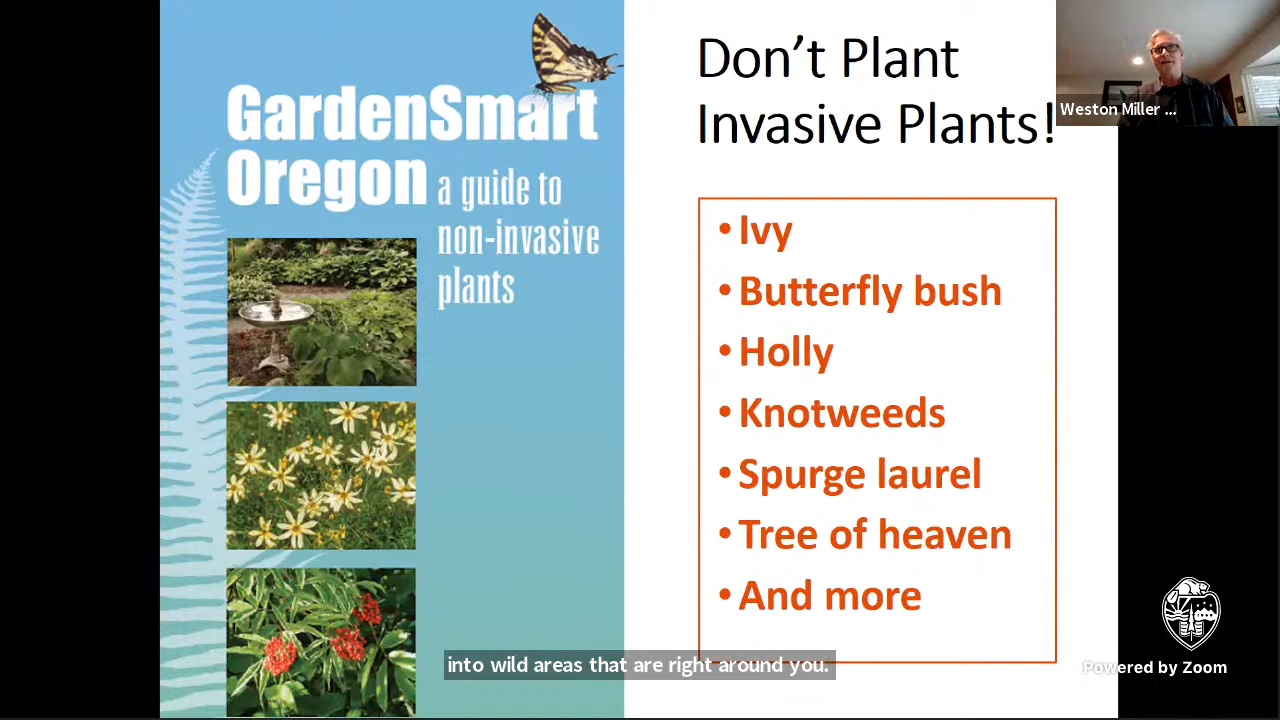 GardenSmart
Oregon a guide to
non-invasive
plants
Don’t Plant
Invasive Plants!
• Ivy
• Butterfly bush
• Holly
• Knotweeds
• Spurge laurel
• Tree of heaven
• And more
Weston Miller ...
into wild areas that are right around you.
Powered by Zoom